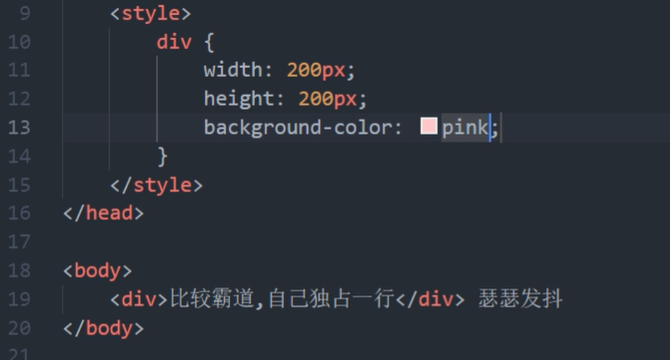 9 <style>
10 div {
11 width: 200px;
12 height: 200px;
13 background-color: pink;
14 }
15 </style>
16 </head>
17
18 <body>
19 <div>比较霸道,自己独占一行</div> 瑟瑟发抖
20 </body>
21